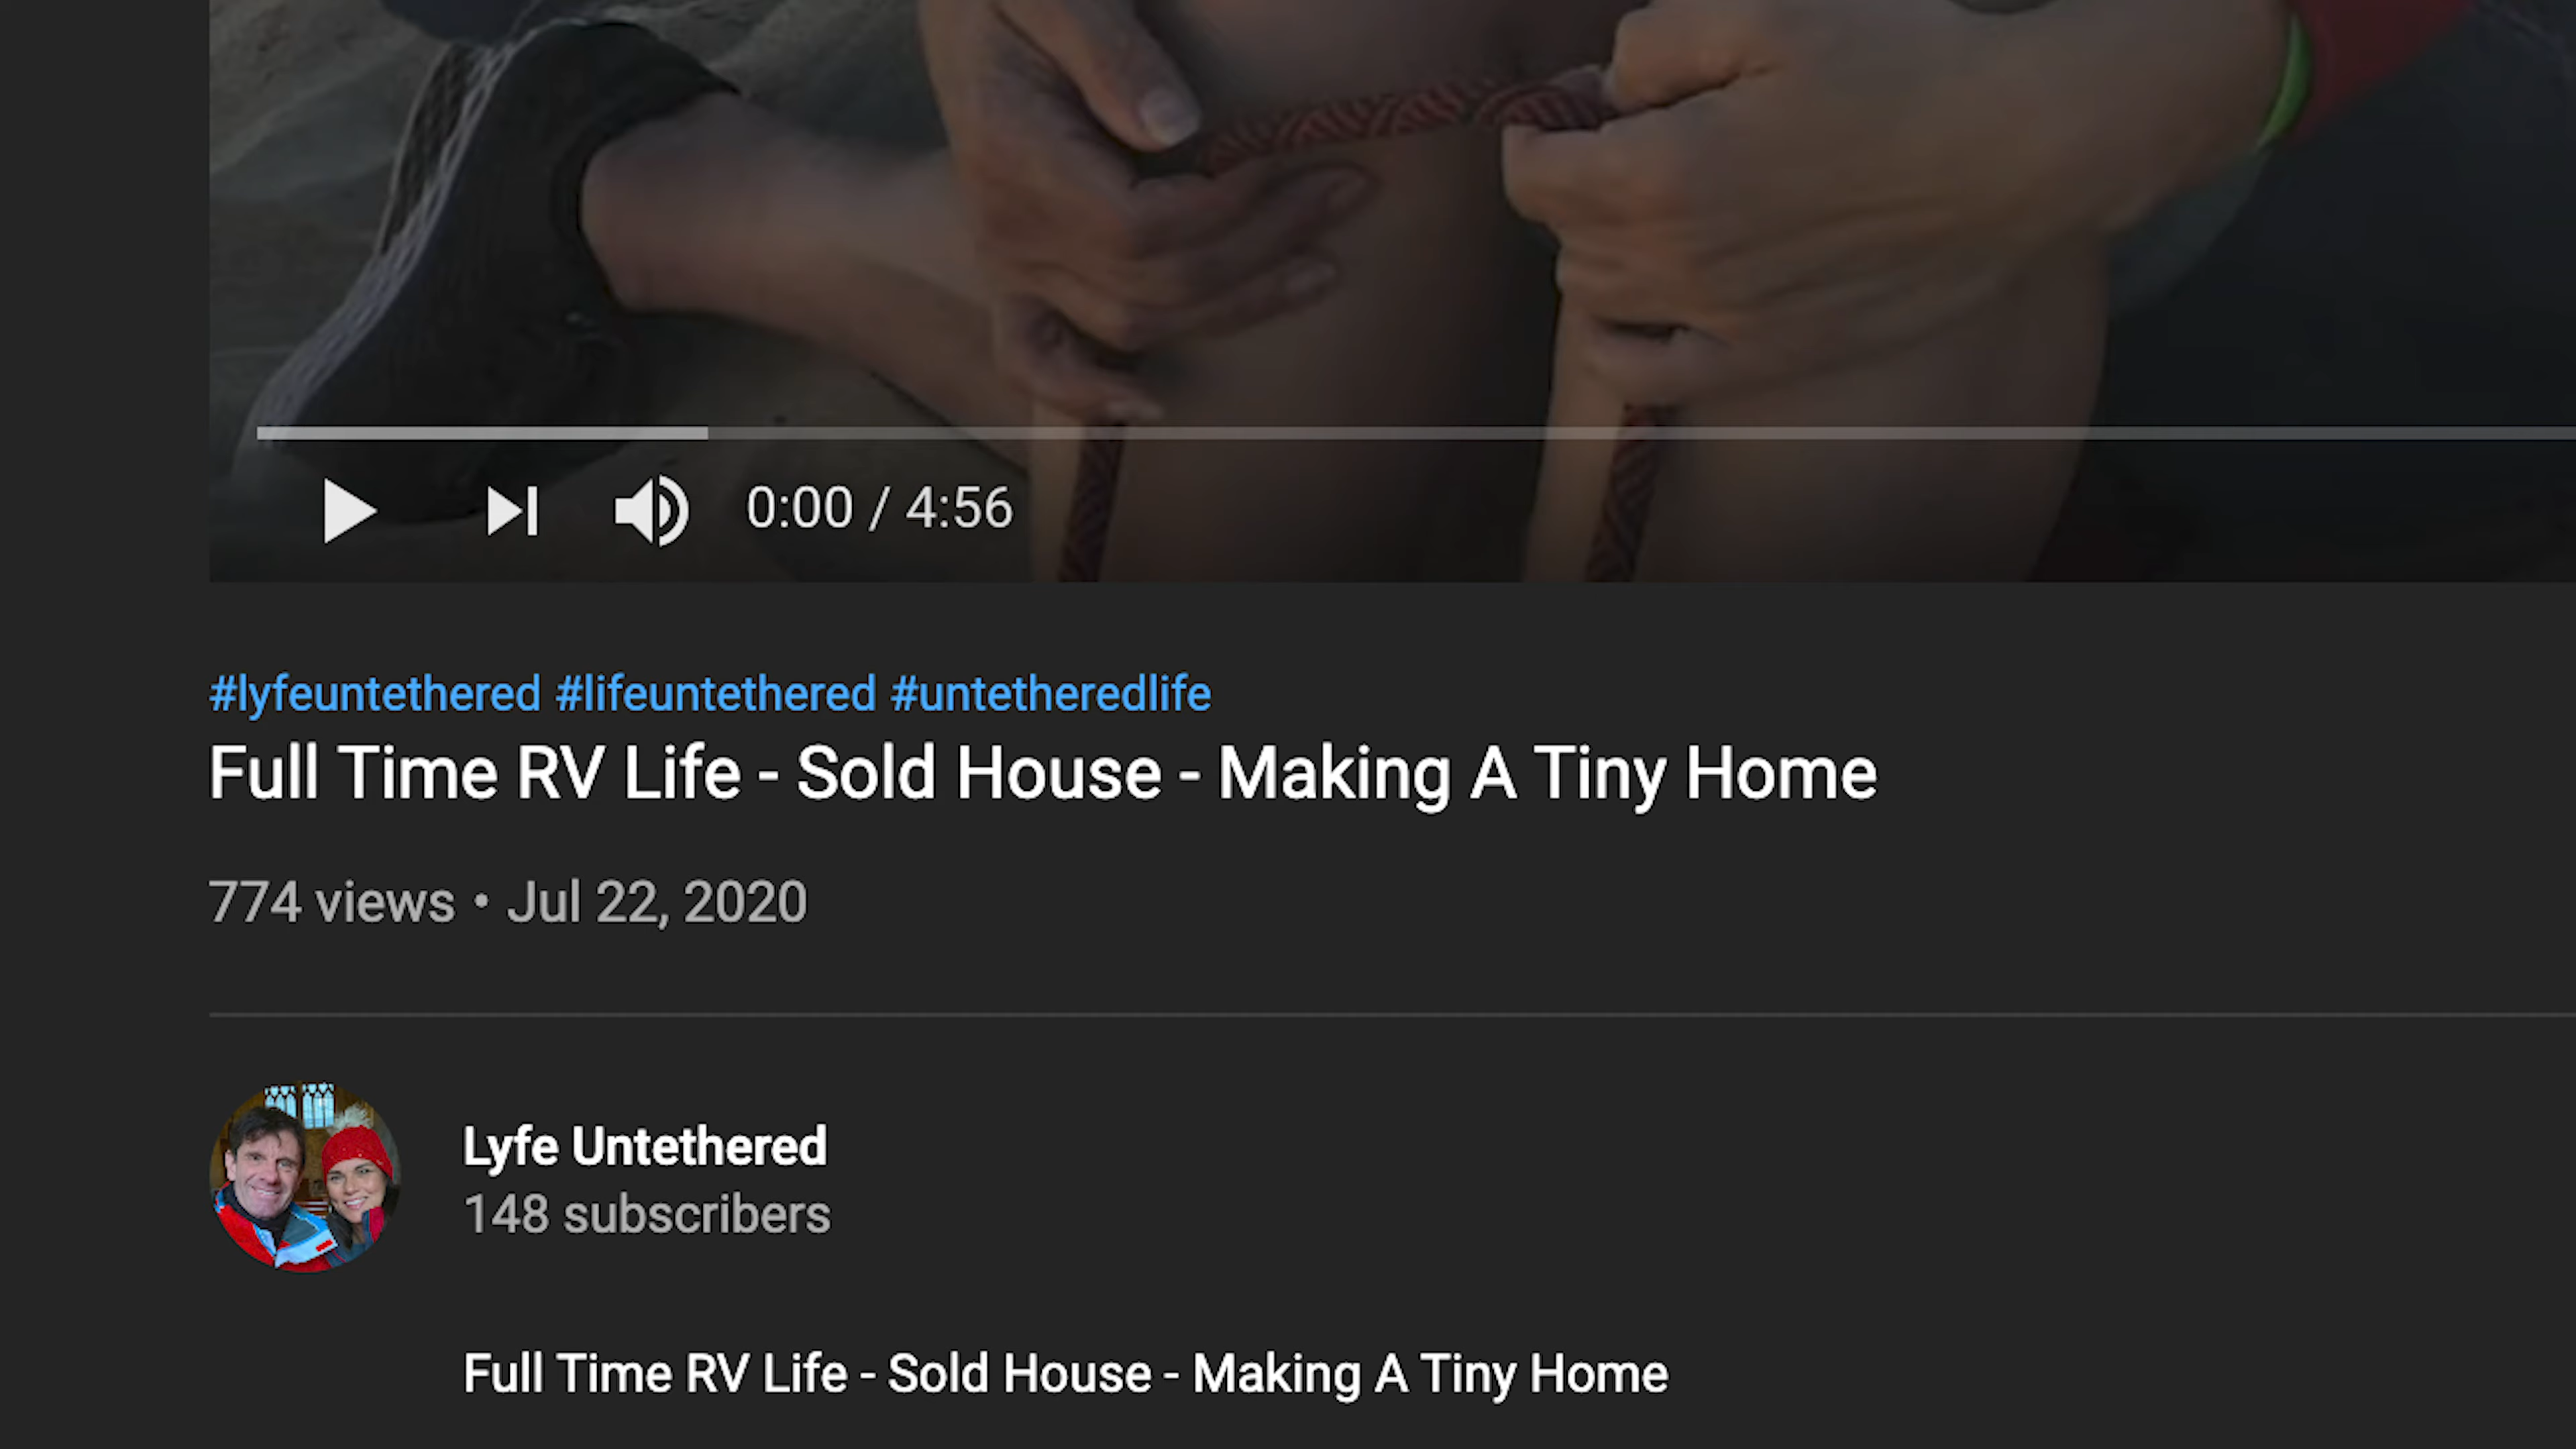 0:00 / 4:56
#lyfeuntethered #lifeuntethered #untetheredlife
Full Time RV Life - Sold House - Making A Tiny Home
774 views • Jul 22, 2020
Lyfe Untethered
148 subscribers
Full Time RV Life - Sold House - Making A Tiny Home